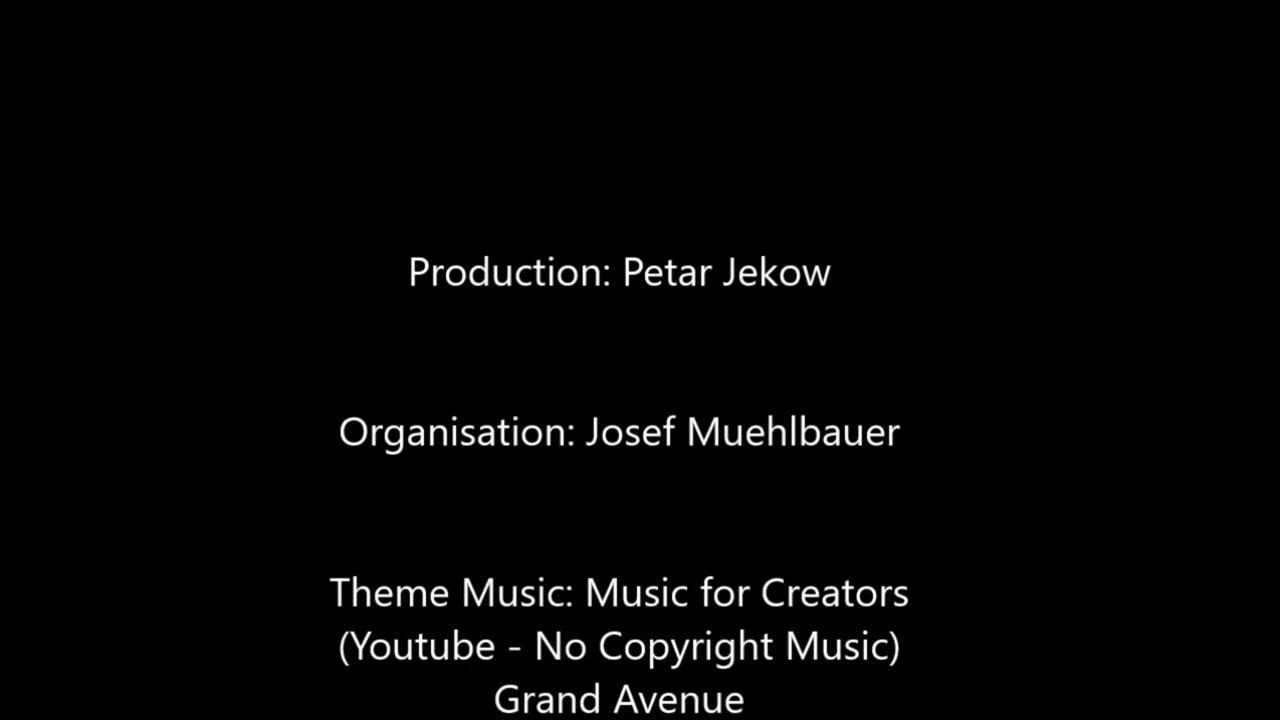 Production: Petar Jekow
Organisation: Josef Muehlbauer
Theme Music: Music for Creators
(Youtube - No Copyright Music)
Grand Avenue